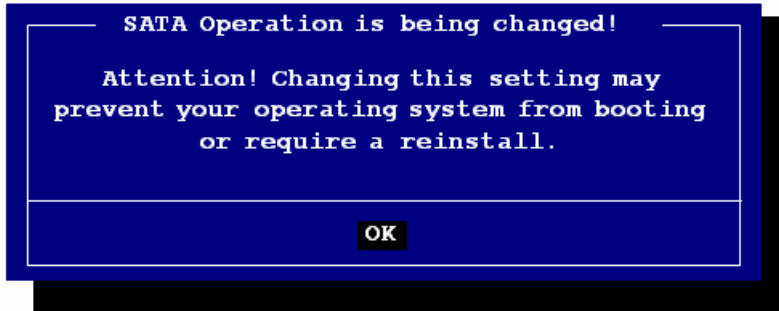 SATA Operation is being changed!
Attention! Changing this setting may
prevent your operating system from booting
or require a reinstall.
OK